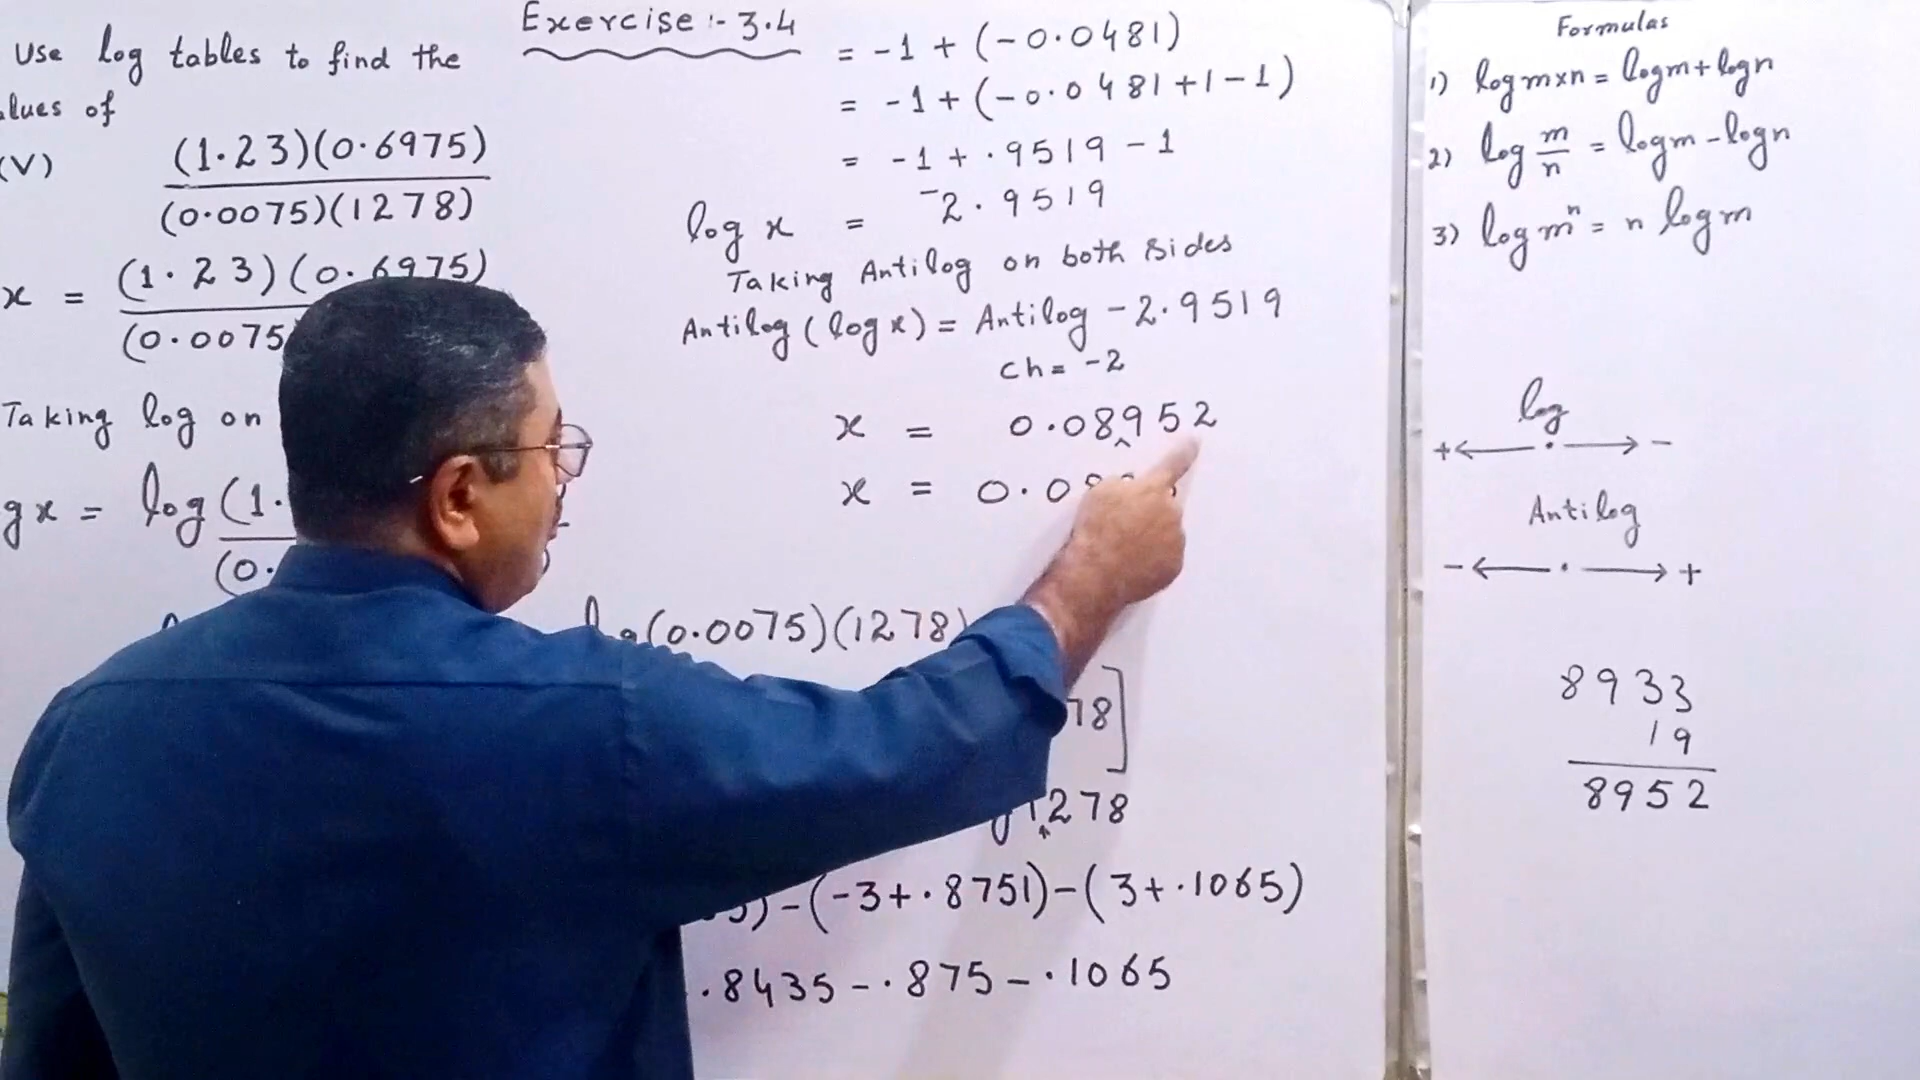 Exercise :- 3.4
Use log tables to find the
of
(V) (1.23)(0.6975)
(0.0075)(1278)
x = (1.23)(0.6975)
(0.0075
Taking log on
x = log (1.
(0.
(0.0075)(1278)
78]
1278
-(-3+.8751)-(3+.1065)
.8435-.875-.1065
= -1+(-0.0481)
= -1+(-0.0481+1-1)
= -1+.9519-1
log x = -2.9519
Taking Antilog on both sides
Antilog (log x) = Antilog -2.9519
ch = -2
x = 0.08952
x = 0.0
Formulas
1) log m×n = log m + log n
2) log m/n = log m - log n
3) log mⁿ = n log m
log
+ ← . → -
Antilog
- ← . → +
8933
19
8952